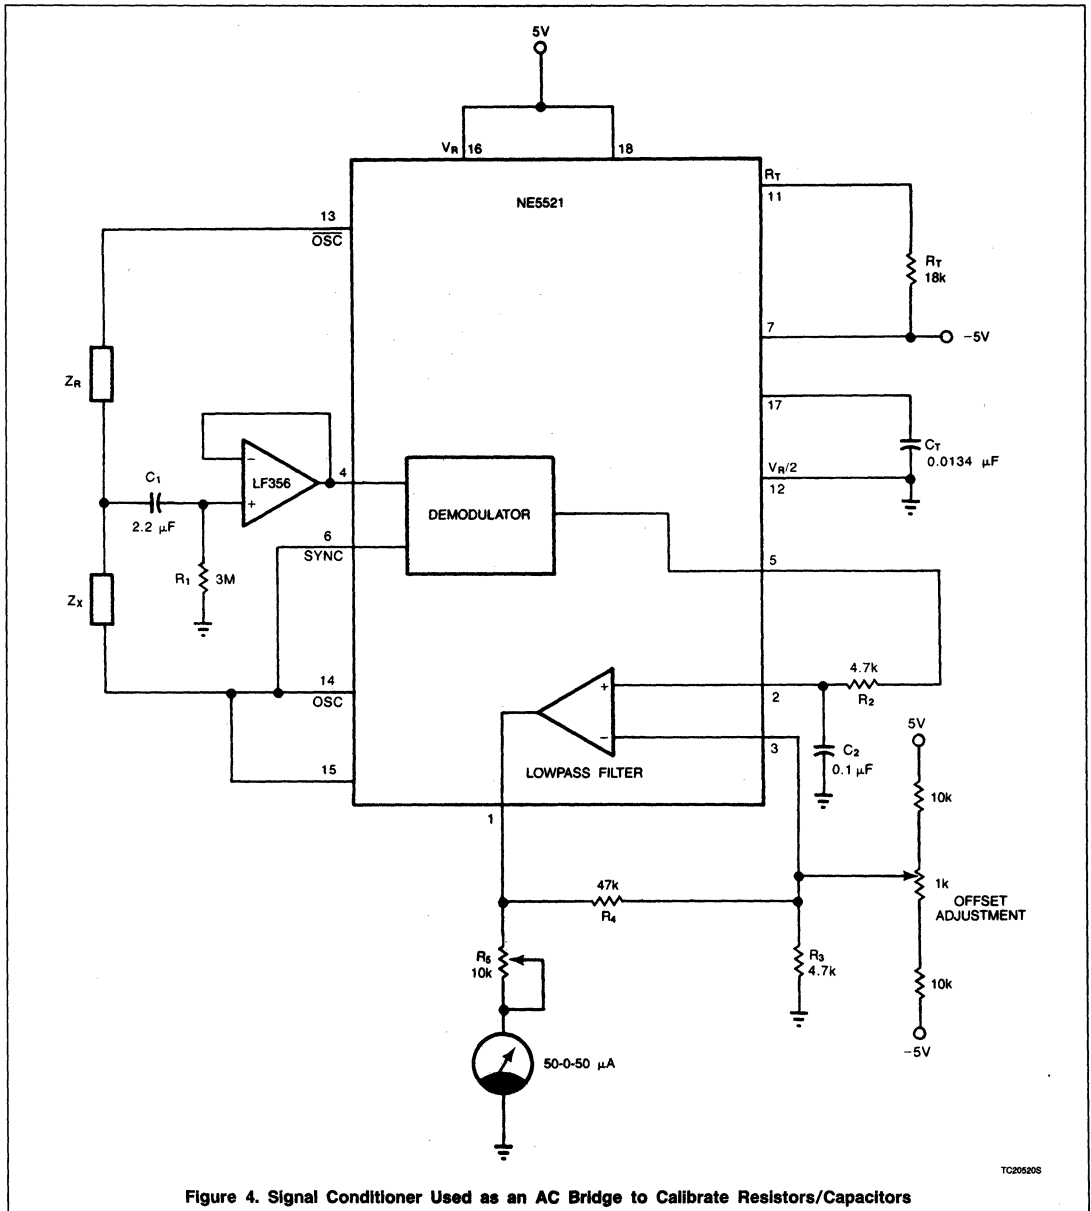 5V
VR 16
18
NE5521
RT
11
13
OSC
RT
18k
7
−5V
ZR
17
CT
0.0134 μF
C1
2.2 μF
−
+
LF356
4
DEMODULATOR
VR/2
12
6
SYNC
R1 3M
5
ZX
14
OSC
+
−
2
4.7k
R2
3
C2
0.1 μF
5V
15
LOWPASS FILTER
10k
1
47k
R4
1k
OFFSET
ADJUSTMENT
R5
10k
R3
4.7k
10k
−5V
50-0-50 μA
TC20520S
Figure 4. Signal Conditioner Used as an AC Bridge to Calibrate Resistors/Capacitors